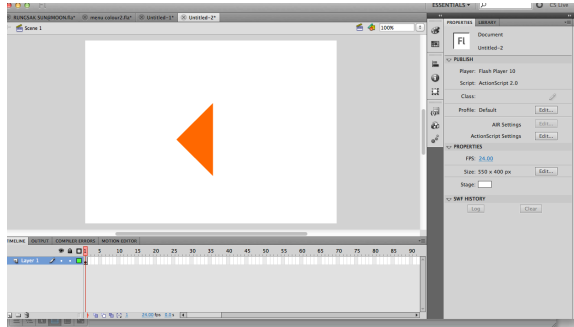 ESSENTIALS
CS Live
RUNCSAK SUN&MOON.fla*
menu colour2.fla*
Untitled-1*
Untitled-2*
Scene 1
100%
PROPERTIES
LIBRARY
Fl
Document
Untitled-2
PUBLISH
Player: Flash Player 10
Script: ActionScript 2.0
Class:
Profile: Default
Edit...
AIR Settings
Edit...
ActionScript Settings
Edit...
PROPERTIES
FPS: 24.00
Size: 550 x 400 px
Edit...
Stage:
SWF HISTORY
Log
Clear
TIMELINE
OUTPUT
COMPILER ERRORS
MOTION EDITOR
5 10 15 20 25 30 35 40 45 50 55 60 65 70 75 80 85 90
Layer 1
1
24.00 fps
0.0 s